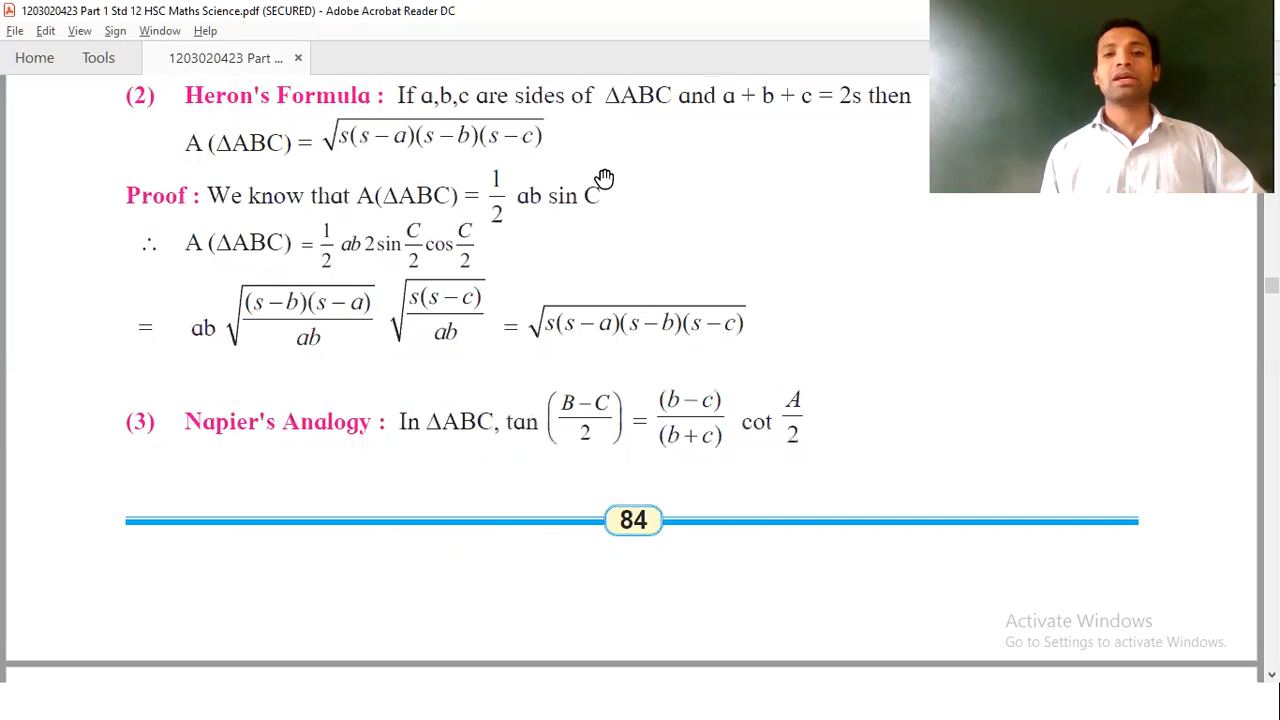 1203020423 Part 1 Std 12 HSC Maths Science.pdf (SECURED) - Adobe Acrobat Reader DC
File Edit View Sign Window Help
Home Tools 1203020423 Part ... ×
(2) Heron's Formula : If a,b,c are sides of ΔABC and a + b + c = 2s then
A (ΔABC) = √(s(s−a)(s−b)(s−c))
Proof : We know that A(ΔABC) = 1/2 ab sin C
∴ A (ΔABC) = 1/2 ab 2 sin C/2 cos C/2
= ab √((s−b)(s−a)/ab) √(s(s−c)/ab) = √(s(s−a)(s−b)(s−c))
(3) Napier's Analogy : In ΔABC, tan ((B−C)/2) = (b−c)/(b+c) cot A/2
84
Activate Windows
Go to Settings to activate Windows.